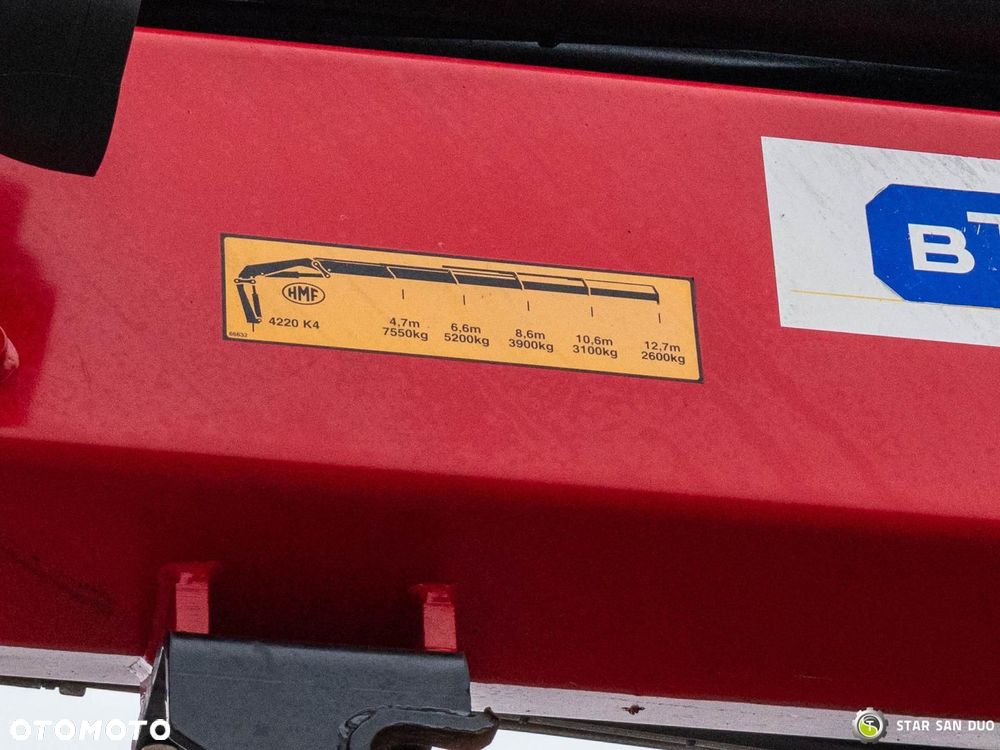 BT
HMF
4220 K4
66632
4,7m
7550kg
6,6m
5200kg
8,6m
3900kg
10,6m
3100kg
12,7m
2600kg
OTOMOTO
STAR SAN DUO